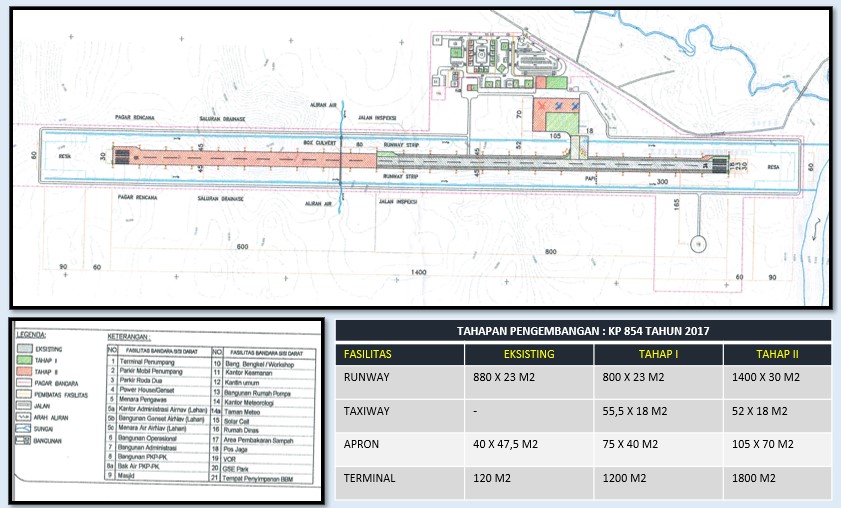 ALIRAN AIR
PAGAR RENCANA
SALURAN DRAINASE
JALAN INSPEKSI
BOX CULVERT
80
RUNWAY STRIP
70
105
18
52
60
RESA
30
45
45
45
45
RUNWAY STRIP
PAPI
300
18
23
30
RESA
60
PAGAR RENCANA
SALURAN DRAINASE
ALIRAN AIR
JALAN INSPEKSI
165
600
800
90
60
1400
60
90
LEGENDA:
EKSISTING
TAHAP I
TAHAP II
PAGAR BANDARA
PEMBATAS FASILITAS
JALAN
ARAH ALIRAN
SUNGAI
BANGUNAN
KETERANGAN :
NO FASILITAS BANDARA SISI DARAT NO FASILITAS BANDARA SISI DARAT
1 Terminal Penumpang 10 Bang. Bengkel / Workshop
2 Parkir Mobil Penumpang 11 Kantor Keamanan
3 Parkir Roda Dua 12 Kantin umum
4 Power House/Genset 13 Bangunan Rumah Pompa
5 Menara Pengawas 14 Kantor Meteorologi
5a Kantor Administrasi Airnav (Lahan) 14a Taman Meteo
5b Bangunan Genset AirNav (Lahan) 15 Solar Cell
5c Menara Air AirNav (Lahan) 16 Rumah Dinas
6 Bangunan Operasional 17 Area Pembakaran Sampah
7 Bangunan Administrasi 18 Pos Jaga
8 Bangunan PKP-PK 19 VOR
8a Bak Air PKP-PK 20 GSE Park
9 Masjid 21 Tempat Penyimpanan BBM
TAHAPAN PENGEMBANGAN : KP 854 TAHUN 2017
FASILITAS EKSISTING TAHAP I TAHAP II
RUNWAY 880 X 23 M2 800 X 23 M2 1400 X 30 M2
TAXIWAY - 55,5 X 18 M2 52 X 18 M2
APRON 40 X 47,5 M2 75 X 40 M2 105 X 70 M2
TERMINAL 120 M2 1200 M2 1800 M2